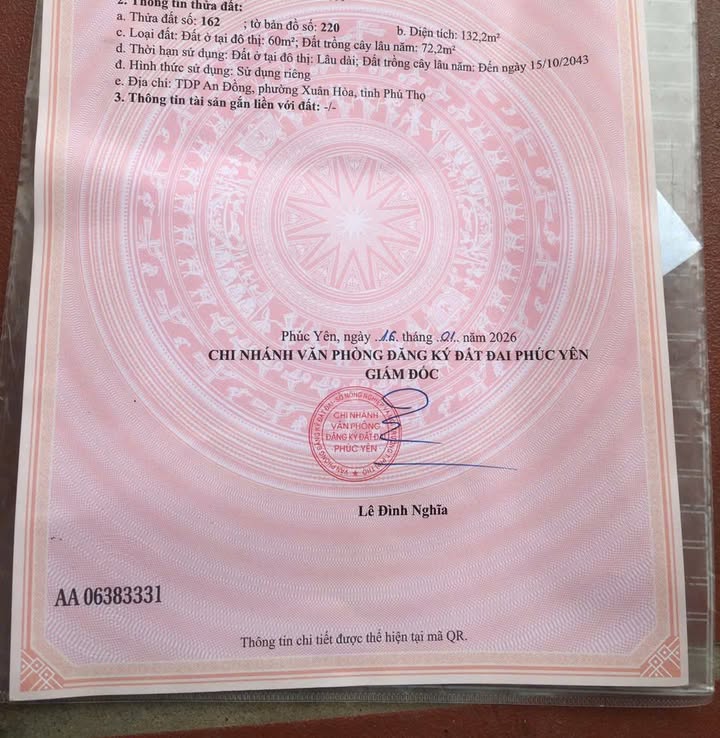 2. Thông tin thửa đất:
a. Thửa đất số: 162 ; tờ bản đồ số: 220 b. Diện tích: 132,2m²
c. Loại đất: Đất ở tại đô thị: 60m²; Đất trồng cây lâu năm: 72,2m²
d. Thời hạn sử dụng: Đất ở tại đô thị: Lâu dài; Đất trồng cây lâu năm: Đến ngày 15/10/2043
đ. Hình thức sử dụng: Sử dụng riêng
e. Địa chỉ: TDP An Đồng, phường Xuân Hòa, tỉnh Phú Thọ
3. Thông tin tài sản gắn liền với đất: -/-
Phúc Yên, ngày ..16. tháng .01.. năm 2026
CHI NHÁNH VĂN PHÒNG ĐĂNG KÝ ĐẤT ĐAI PHÚC YÊN
GIÁM ĐỐC
CHI NHÁNH
VĂN PHÒNG
ĐĂNG KÝ ĐẤT
PHÚC YÊN
Lê Đình Nghĩa
AA 06383331
Thông tin chi tiết được thể hiện tại mã QR.